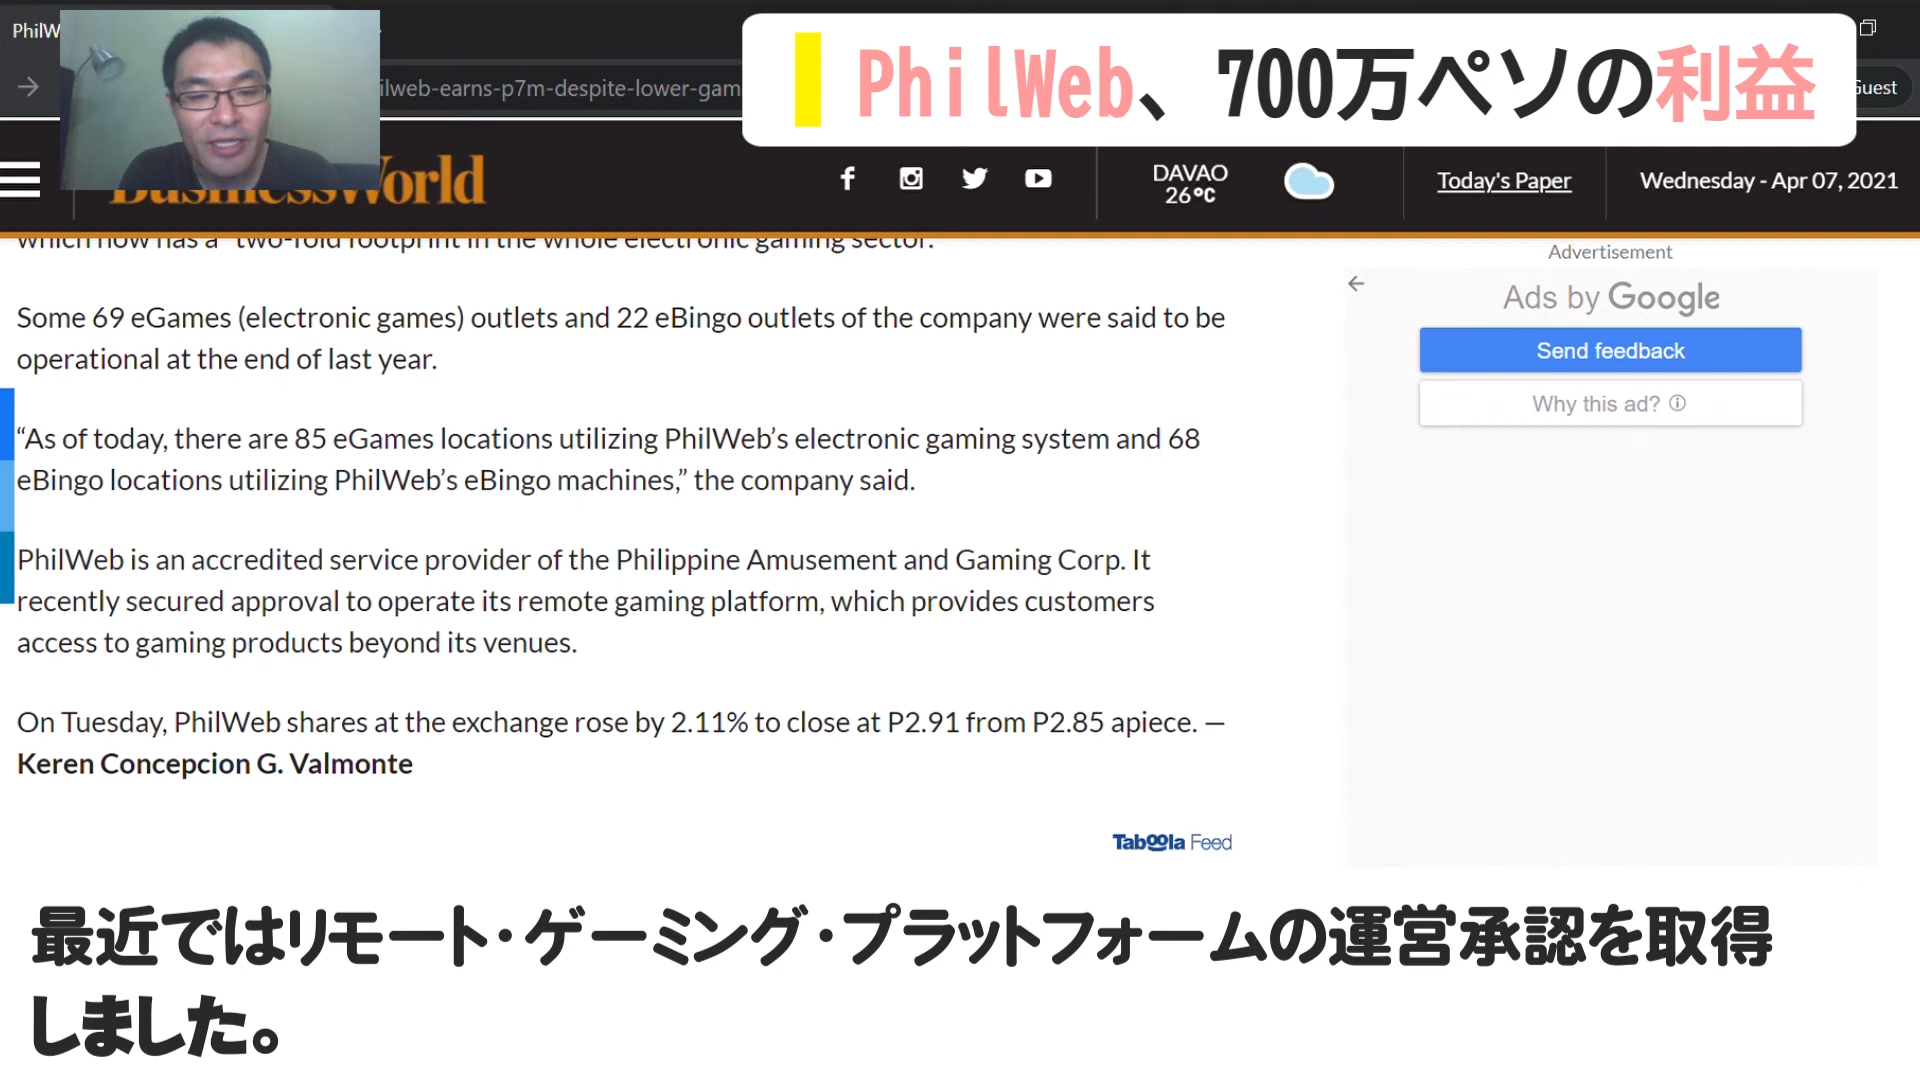 PhilW
ilweb-earns-p7m-despite-lower-gam
PhilWeb、700万ペソの利益
Guest
BusinessWorld
DAVAO
26°C
Today's Paper
Wednesday - Apr 07, 2021
which now has a “two-fold footprint in the whole electronic gaming sector.”
Advertisement
Some 69 eGames (electronic games) outlets and 22 eBingo outlets of the company were said to be
operational at the end of last year.
“As of today, there are 85 eGames locations utilizing PhilWeb’s electronic gaming system and 68
eBingo locations utilizing PhilWeb’s eBingo machines,” the company said.
PhilWeb is an accredited service provider of the Philippine Amusement and Gaming Corp. It
recently secured approval to operate its remote gaming platform, which provides customers
access to gaming products beyond its venues.
On Tuesday, PhilWeb shares at the exchange rose by 2.11% to close at P2.91 from P2.85 apiece. —
Keren Concepcion G. Valmonte
Ads by Google
Send feedback
Why this ad?
Taboola Feed
最近ではリモート・ゲーミング・プラットフォームの運営承認を取得
しました。